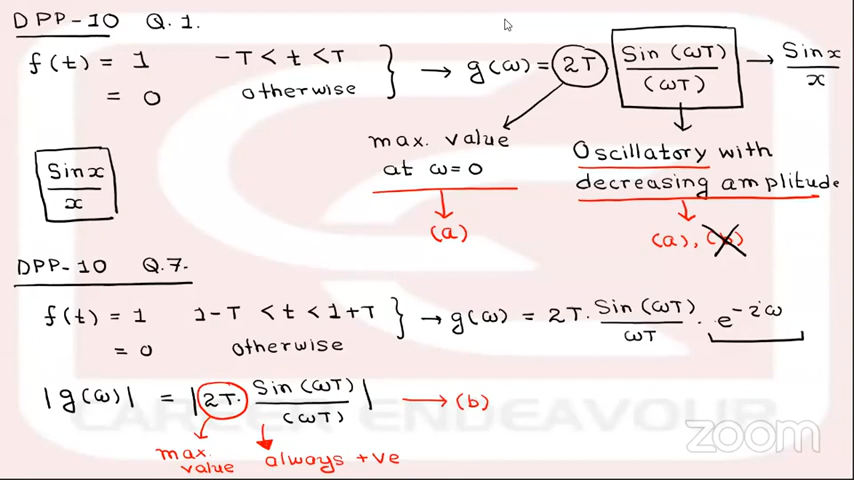 DPP-10 Q.1.
f(t) = 1 -T < t < T
= 0 otherwise
→ g(ω) = 2T Sin(ωT)/(ωT) → Sinx/x
max. value
at ω=0
(a)
Oscillatory with
decreasing amplitude
(a), (b)
Sinx/x
DPP-10 Q.7.
f(t) = 1 1-T < t < 1+T
= 0 otherwise
→ g(ω) = 2T. Sin(ωT)/ωT . e^-2iω
|g(ω)| = |2T. Sin(ωT)/(ωT)| → (b)
max.
value
always +ve
CAREER ENDEAVOUR
zoom